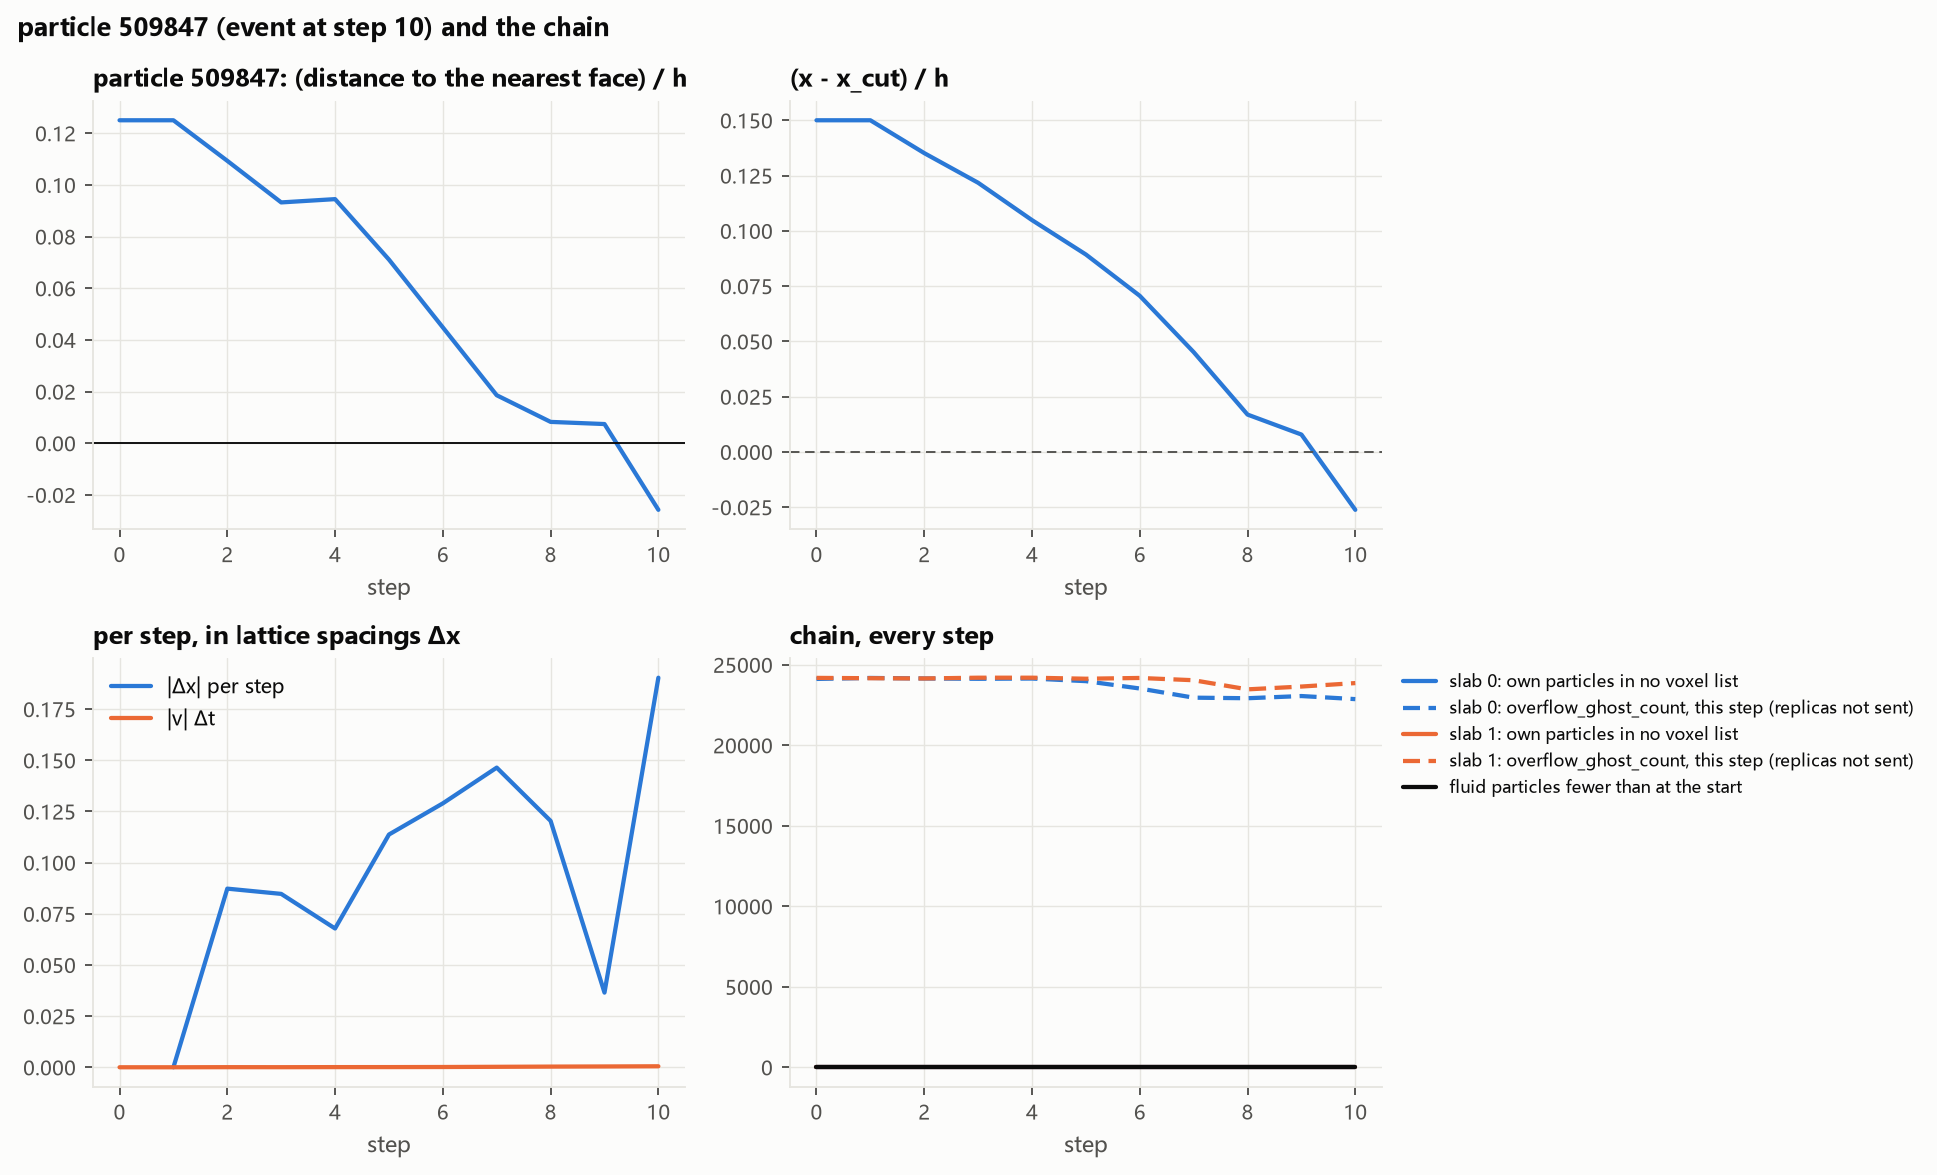 particle 509847 (event at step 10) and the chain
particle 509847: (distance to the nearest face) / h
0.12
0.10
0.08
0.06
0.04
0.02
0.00
-0.02
0 2 4 6 8 10
step
(x - x_cut) / h
0.150
0.125
0.100
0.075
0.050
0.025
0.000
-0.025
0 2 4 6 8 10
step
per step, in lattice spacings Δx
|Δx| per step
|v| Δt
0.175
0.150
0.125
0.100
0.075
0.050
0.025
0.000
0 2 4 6 8 10
step
chain, every step
25000
20000
15000
10000
5000
0
0 2 4 6 8 10
step
slab 0: own particles in no voxel list
slab 0: overflow_ghost_count, this step (replicas not sent)
slab 1: own particles in no voxel list
slab 1: overflow_ghost_count, this step (replicas not sent)
fluid particles fewer than at the start